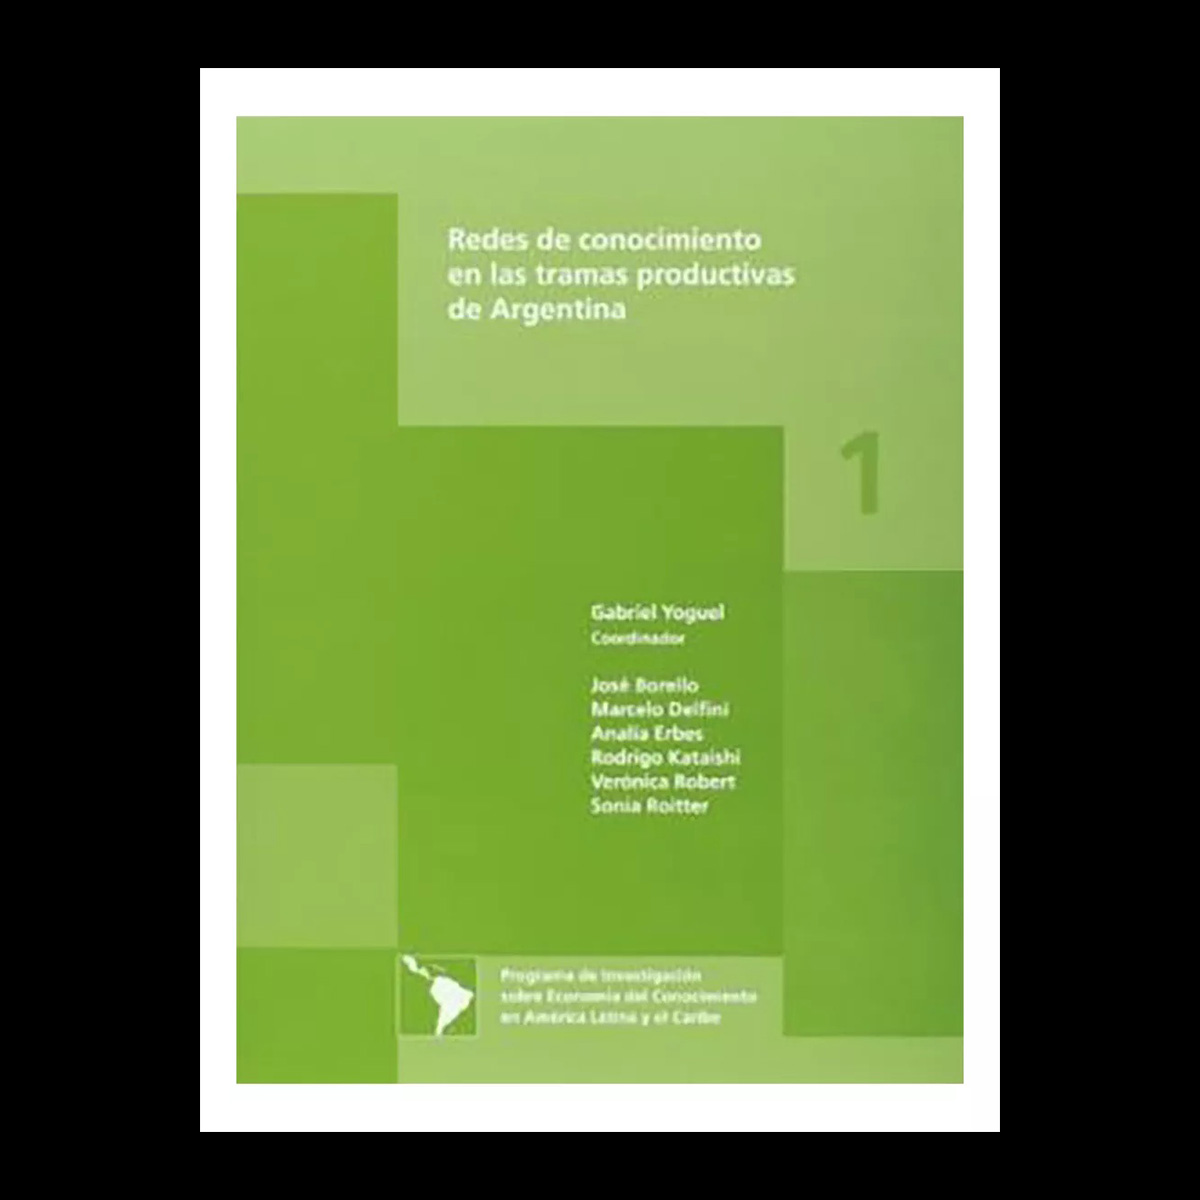 Redes de conocimiento
en las tramas productivas
de Argentina
1
Gabriel Yoguel
Coordinador
José Borello
Marcelo Delfini
Analía Erbes
Rodrigo Kataishi
Verónica Robert
Sonia Roitter
Programa de Investigación
sobre Economía del Conocimiento
en América Latina y el Caribe